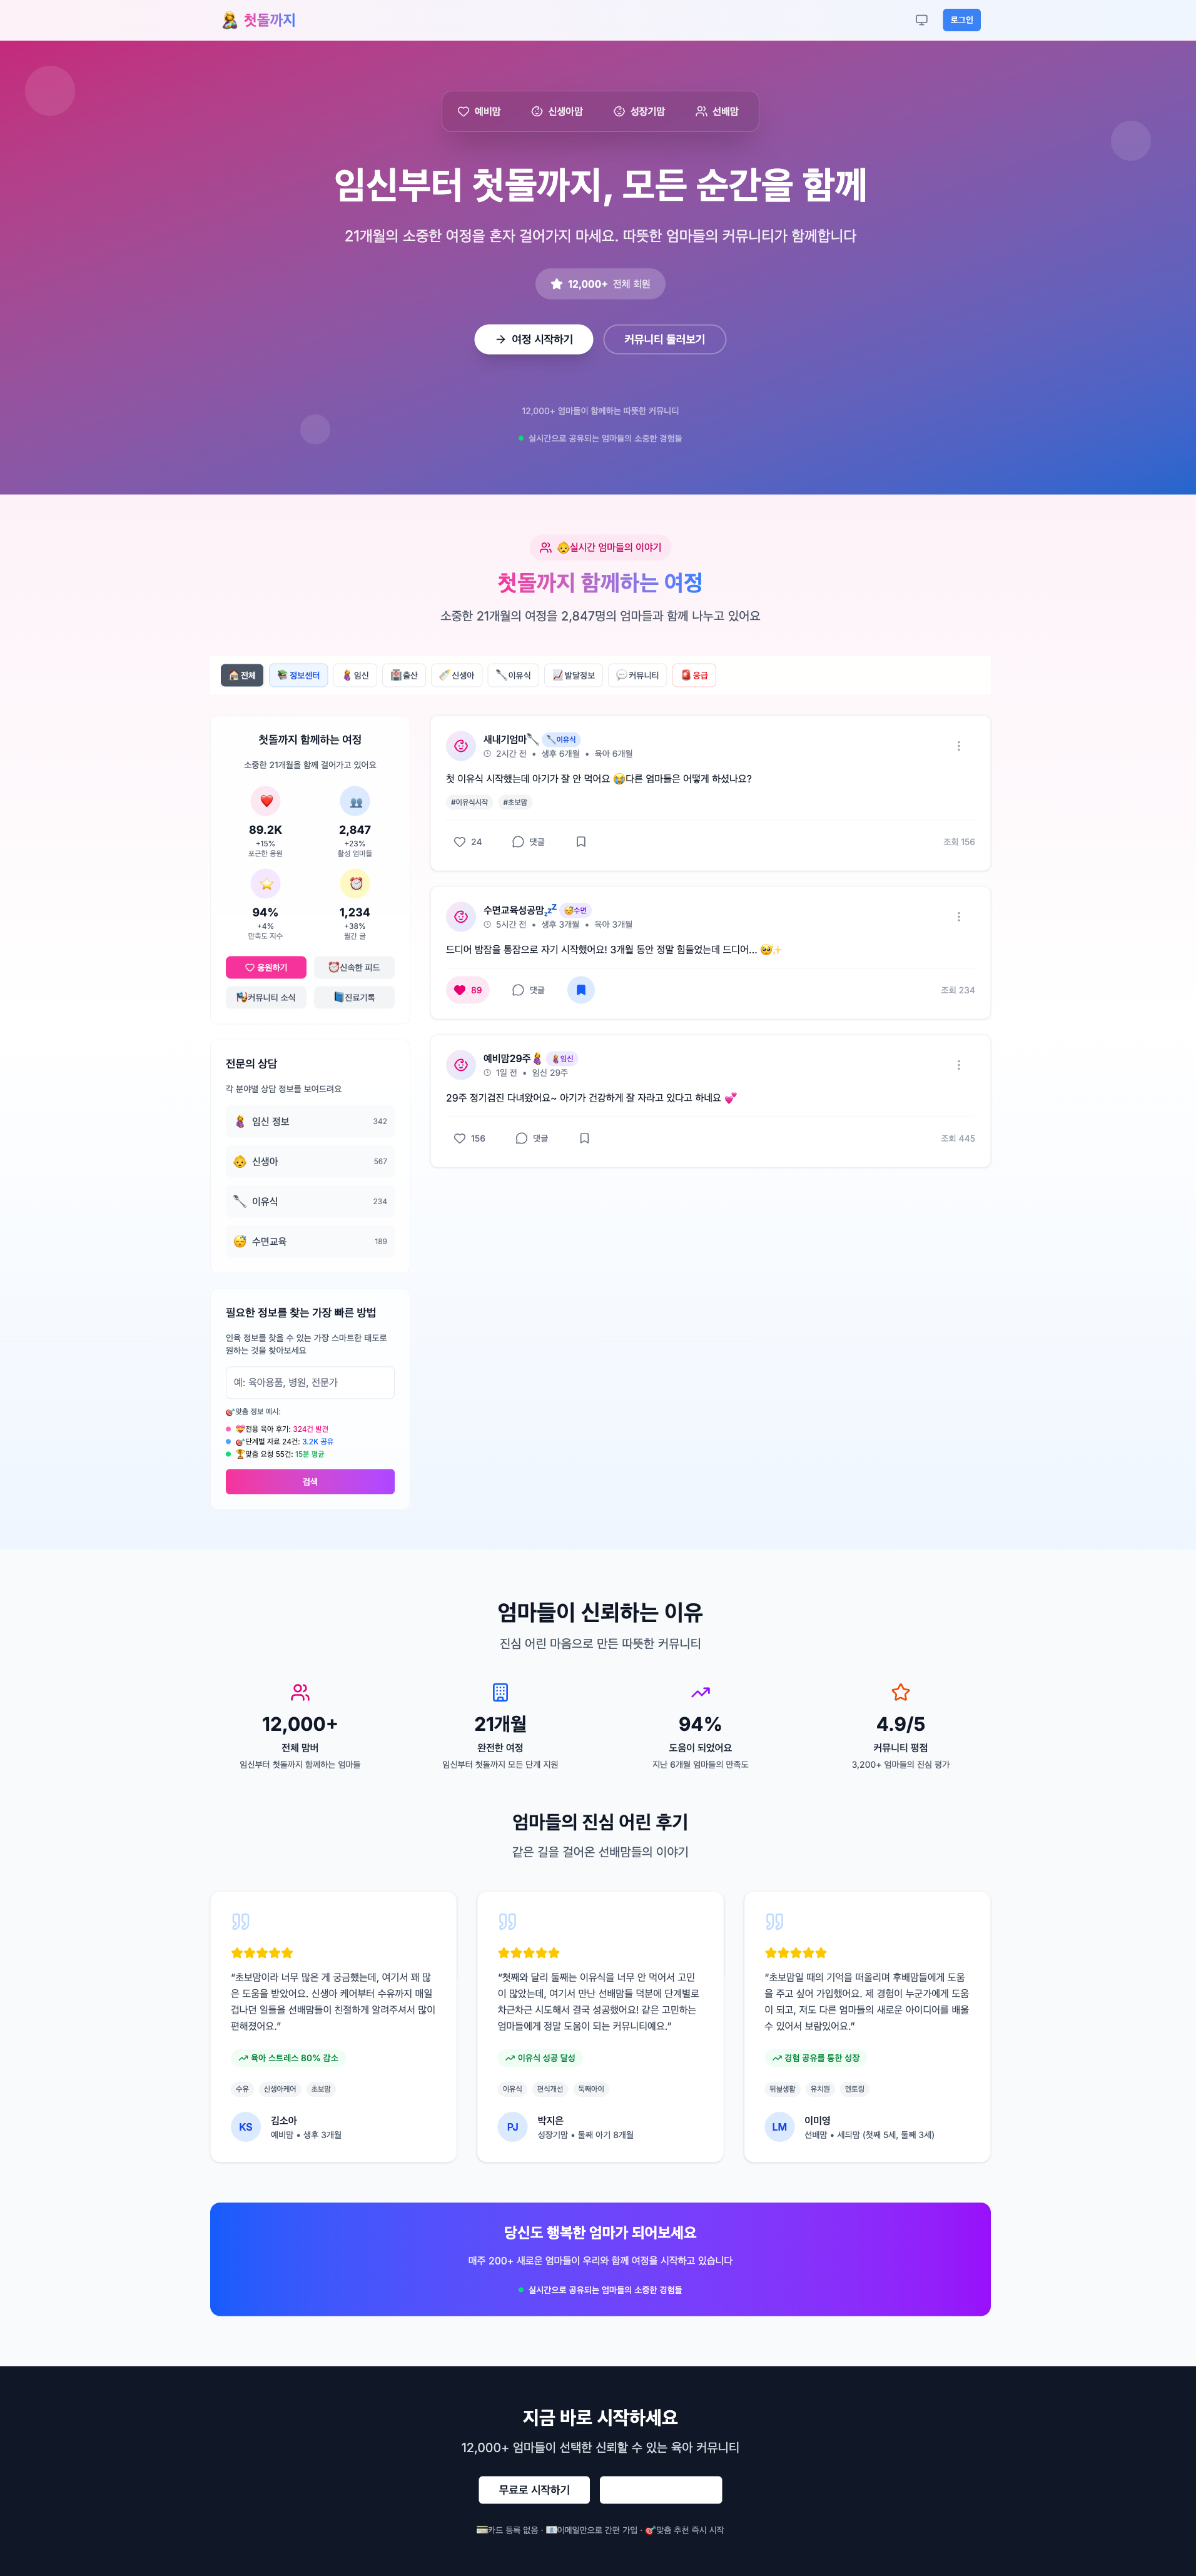 첫돌까지
로그인
예비맘
신생아맘
성장기맘
선배맘
임신부터 첫돌까지, 모든 순간을 함께
21개월의 소중한 여정을 혼자 걸어가지 마세요. 따뜻한 엄마들의 커뮤니티가 함께합니다
12,000+ 전체 회원
여정 시작하기
커뮤니티 둘러보기
12,000+ 엄마들이 함께하는 따뜻한 커뮤니티
실시간으로 공유되는 엄마들의 소중한 경험들
👶실시간 엄마들의 이야기
첫돌까지 함께하는 여정
소중한 21개월의 여정을 2,847명의 엄마들과 함께 나누고 있어요
🏠전체
📚정보센터
🤱임신
🏥출산
🍼신생아
🥄이유식
📈발달정보
💬커뮤니티
🚨응급
첫돌까지 함께하는 여정
소중한 21개월을 함께 걸어가고 있어요
89.2K
+15%
포근한 응원
2,847
+23%
활성 엄마들
94%
+4%
만족도 지수
1,234
+38%
월간 글
응원하기
⏰신속한 피드
커뮤니티 소식
📘진료기록
전문의 상담
각 분야별 상담 정보를 보여드려요
🤰 임신 정보 342
👶 신생아 567
🥄 이유식 234
😴 수면교육 189
필요한 정보를 찾는 가장 빠른 방법
인육 정보를 찾을 수 있는 가장 스마트한 태도로
원하는 것을 찾아보세요
예: 육아용품, 병원, 전문가
🎯맞춤 정보 예시:
💝전용 육아 후기: 324건 발견
🎯단계별 자료 24건: 3.2K 공유
🏆맞춤 요청 55건: 15분 평균
검색
새내기엄마🥄 🥄이유식
2시간 전 • 생후 6개월 • 육아 6개월
첫 이유식 시작했는데 아기가 잘 안 먹어요 😭다른 엄마들은 어떻게 하셨나요?
#이유식시작 #초보맘
24 댓글 조회 156
수면교육성공맘💤 😴수면
5시간 전 • 생후 3개월 • 육아 3개월
드디어 밤잠을 통잠으로 자기 시작했어요! 3개월 동안 정말 힘들었는데 드디어... 🥹✨
89 댓글 조회 234
예비맘29주🤰 🤰임신
1일 전 • 임신 29주
29주 정기검진 다녀왔어요~ 아기가 건강하게 잘 자라고 있다고 하네요 💕
156 댓글 조회 445
엄마들이 신뢰하는 이유
진심 어린 마음으로 만든 따뜻한 커뮤니티
12,000+
전체 맘버
임신부터 첫돌까지 함께하는 엄마들
21개월
완전한 여정
임신부터 첫돌까지 모든 단계 지원
94%
도움이 되었어요
지난 6개월 엄마들의 만족도
4.9/5
커뮤니티 평점
3,200+ 엄마들의 진심 평가
엄마들의 진심 어린 후기
같은 길을 걸어온 선배맘들의 이야기
"초보맘이라 너무 많은 게 궁금했는데, 여기서 꽤 많
은 도움을 받았어요. 신생아 케어부터 수유까지 매일
겁나던 일들을 선배맘들이 친절하게 알려주셔서 많이
편해졌어요."
육아 스트레스 80% 감소
수유 신생아케어 초보맘
KS
김소아
예비맘 • 생후 3개월
"첫째와 달리 둘째는 이유식을 너무 안 먹어서 고민
이 많았는데, 여기서 만난 선배맘들 덕분에 단계별로
차근차근 시도해서 결국 성공했어요! 같은 고민하는
엄마들에게 정말 도움이 되는 커뮤니티예요."
이유식 성공 달성
이유식 편식개선 둑째아이
PJ
박지은
성장기맘 • 둘째 아기 8개월
"초보맘일 때의 기억을 떠올리며 후배맘들에게 도움
을 주고 싶어 가입했어요. 제 경험이 누군가에게 도움
이 되고, 저도 다른 엄마들의 새로운 아이디어를 배울
수 있어서 보람있어요."
경험 공유를 통한 성장
뒤늦생활 유치원 멘토링
LM
이미영
선배맘 • 세듸맘 (첫째 5세, 둘째 3세)
당신도 행복한 엄마가 되어보세요
매주 200+ 새로운 엄마들이 우리와 함께 여정을 시작하고 있습니다
실시간으로 공유되는 엄마들의 소중한 경험들
지금 바로 시작하세요
12,000+ 엄마들이 선택한 신뢰할 수 있는 육아 커뮤니티
무료로 시작하기
💳카드 등록 없음 · 📧이메일만으로 간편 가입 · 🎯맞춤 추천 즉시 시작